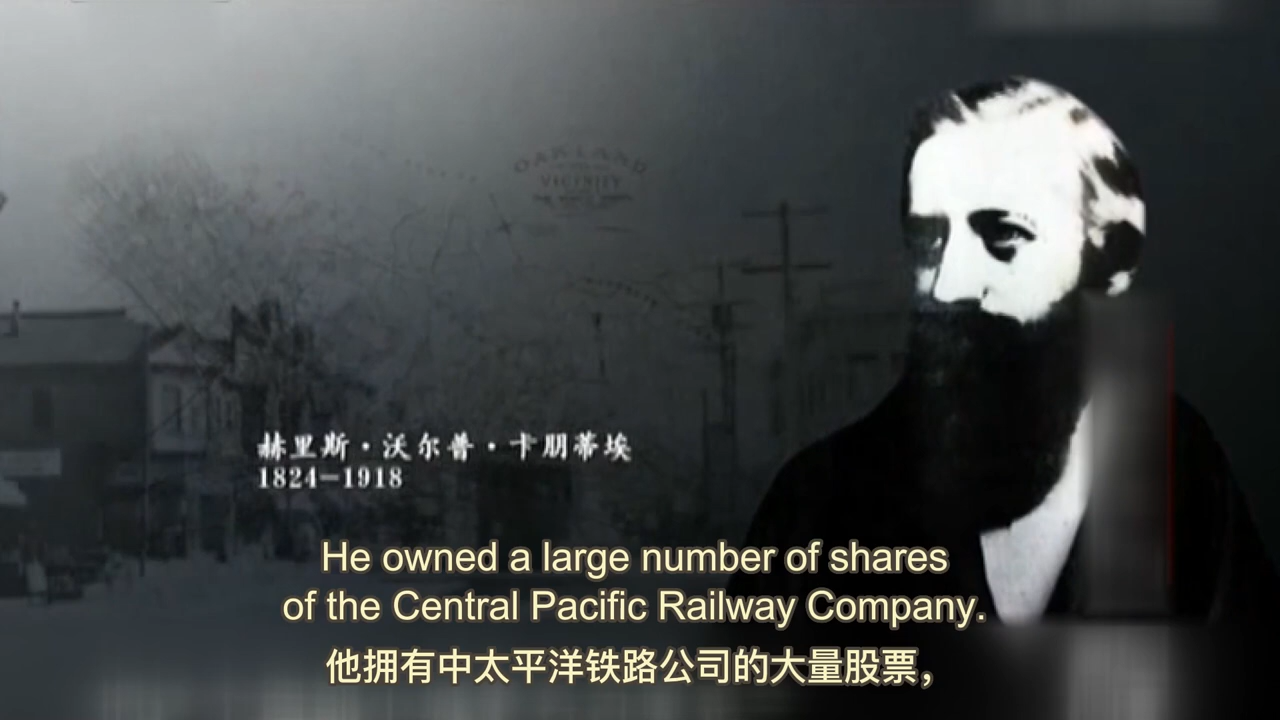 OAKLAND
VICINITY
赫里斯·沃尔普·卡朋蒂埃
1824-1918
He owned a large number of shares
of the Central Pacific Railway Company.
他拥有中太平洋铁路公司的大量股票，